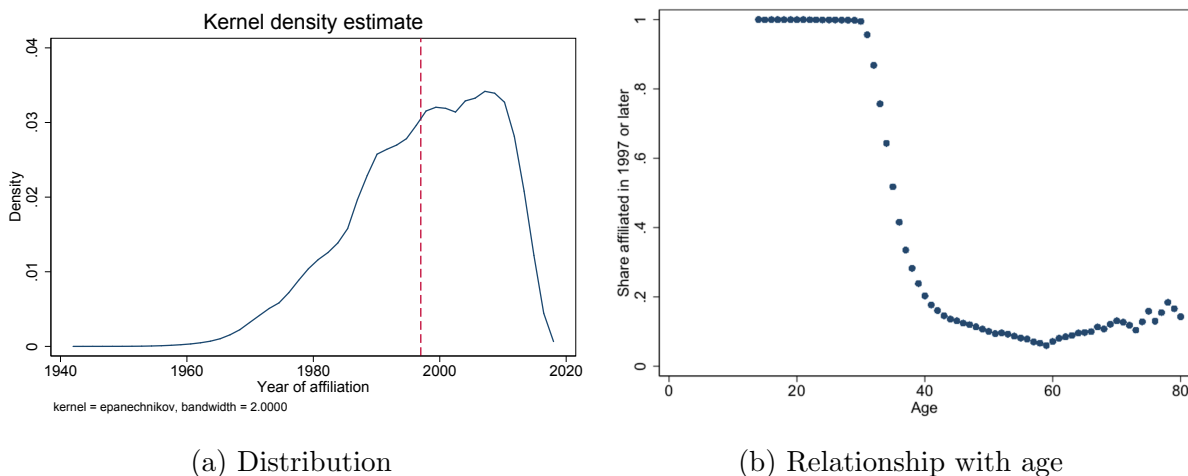 Kernel density estimate
.04
.03
.02
.01
0
Density
1940 1960 1980 2000 2020
Year of affiliation
kernel = epanechnikov, bandwidth = 2.0000
(a) Distribution
1
.8
.6
.4
.2
0
Share affiliated in 1997 or later
0 20 40 60 80
Age
(b) Relationship with age